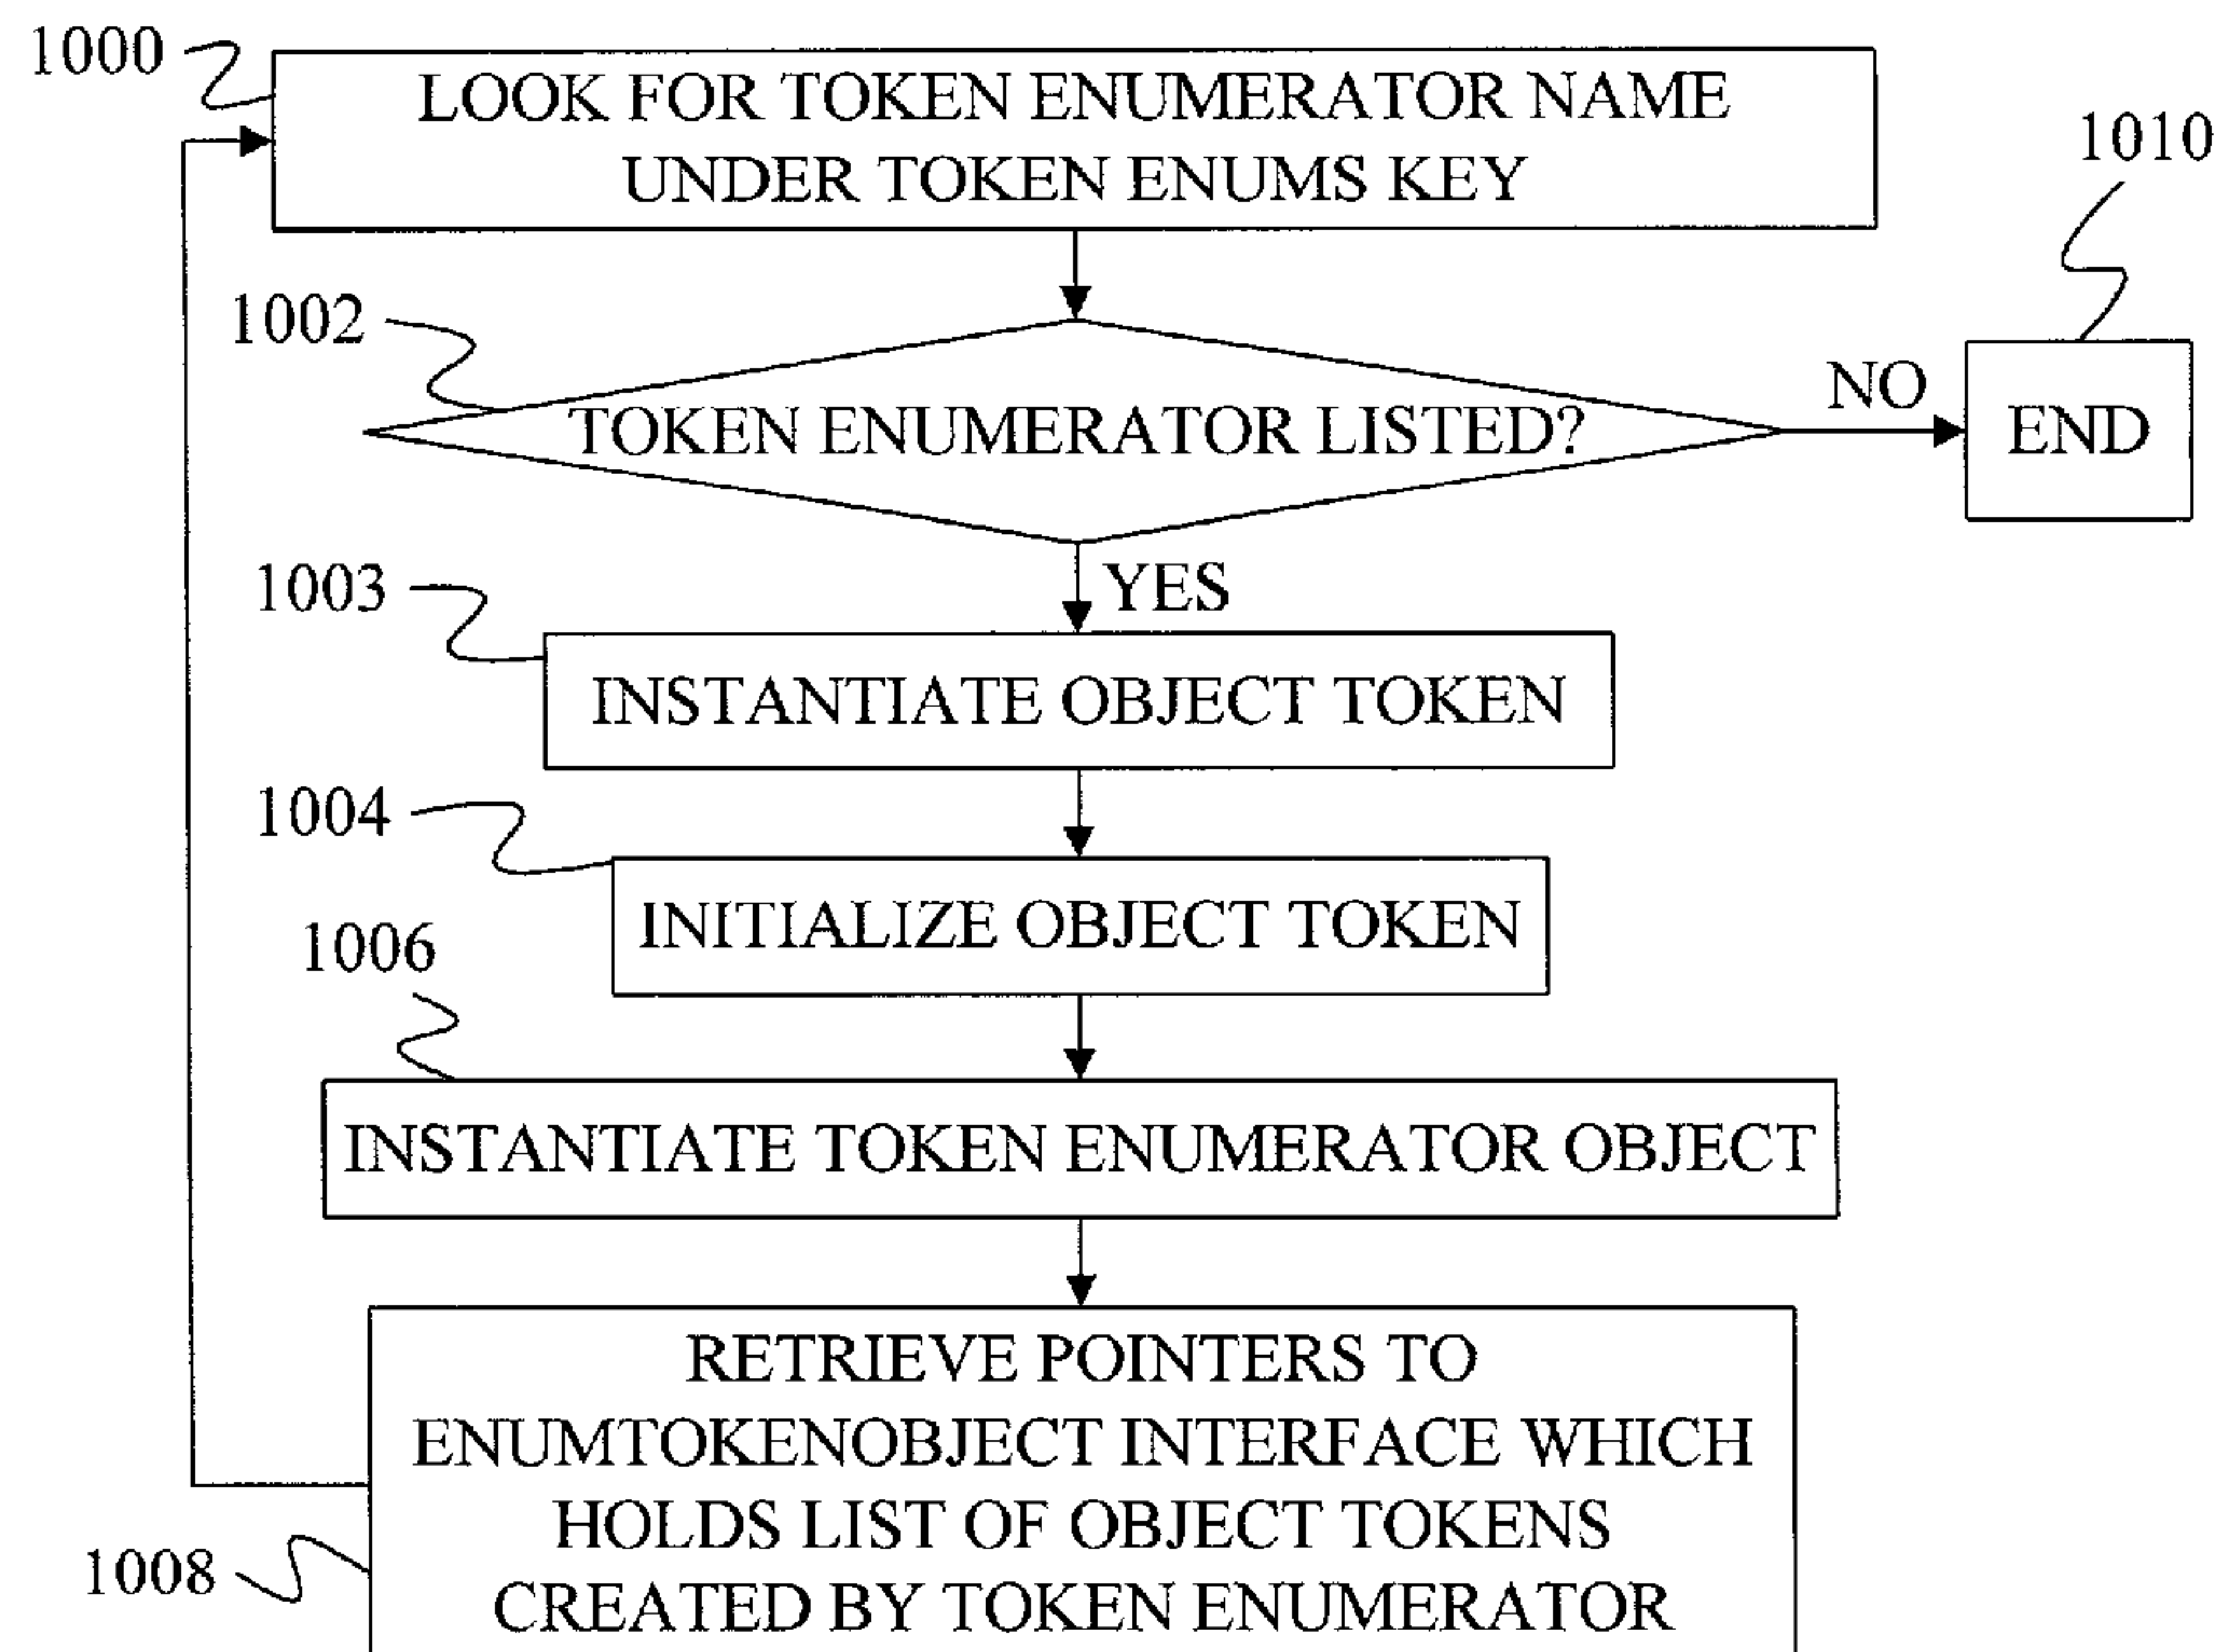 1000
LOOK FOR TOKEN ENUMERATOR NAME
UNDER TOKEN ENUMS KEY
1010
1002
TOKEN ENUMERATOR LISTED?
NO
END
YES
1003
INSTANTIATE OBJECT TOKEN
1004
INITIALIZE OBJECT TOKEN
1006
INSTANTIATE TOKEN ENUMERATOR OBJECT
RETRIEVE POINTERS TO
ENUMTOKENOBJECT INTERFACE WHICH
HOLDS LIST OF OBJECT TOKENS
CREATED BY TOKEN ENUMERATOR
1008